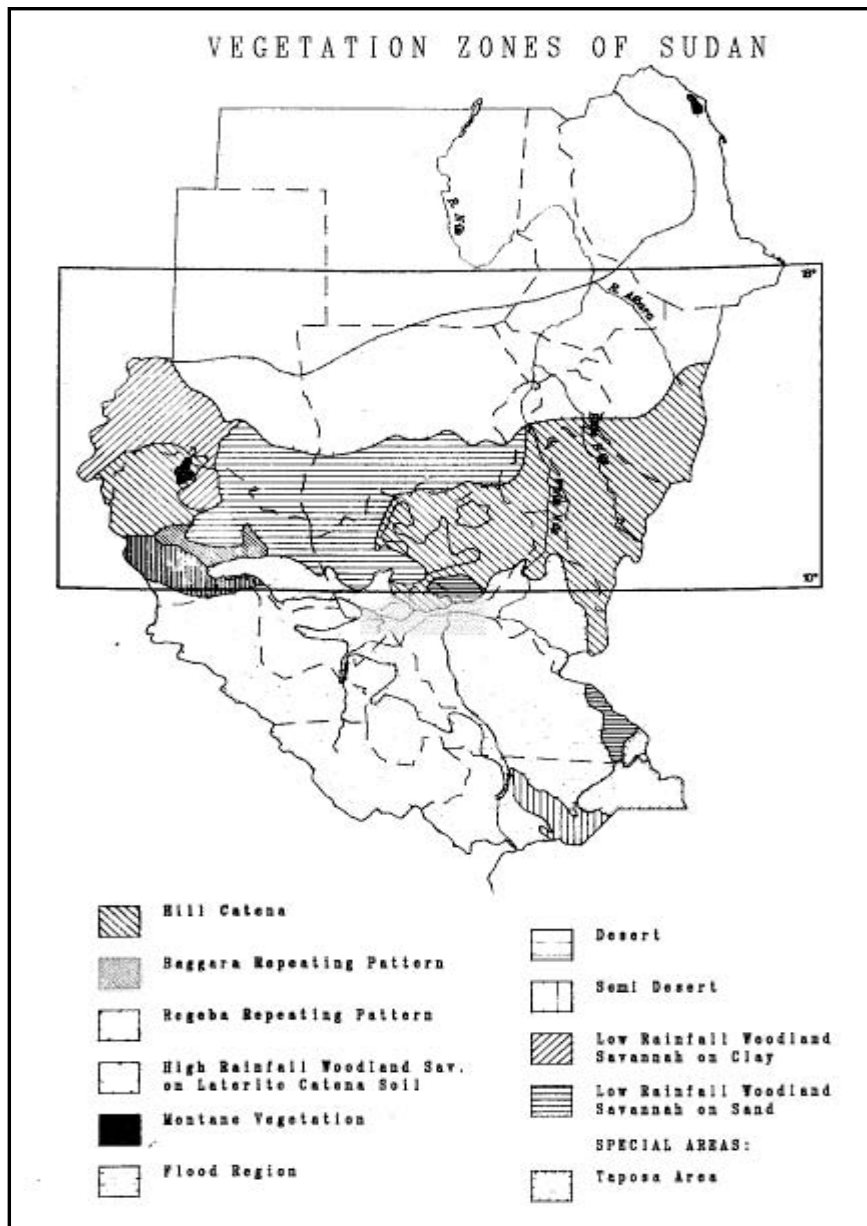 VEGETATION ZONES OF SUDAN
R. Nile
18°
R. Atbara
10°
Hill Catena
Baggara Repeating Pattern
Rogeba Repeating Pattern
High Rainfall Woodland Sav.
on Laterite Catena Soil
Montane Vegetation
Flood Region
Desert
Semi Desert
Low Rainfall Woodland
Savannah on Clay
Low Rainfall Woodland
Savannah on Sand
SPECIAL AREAS:
Taposa Area